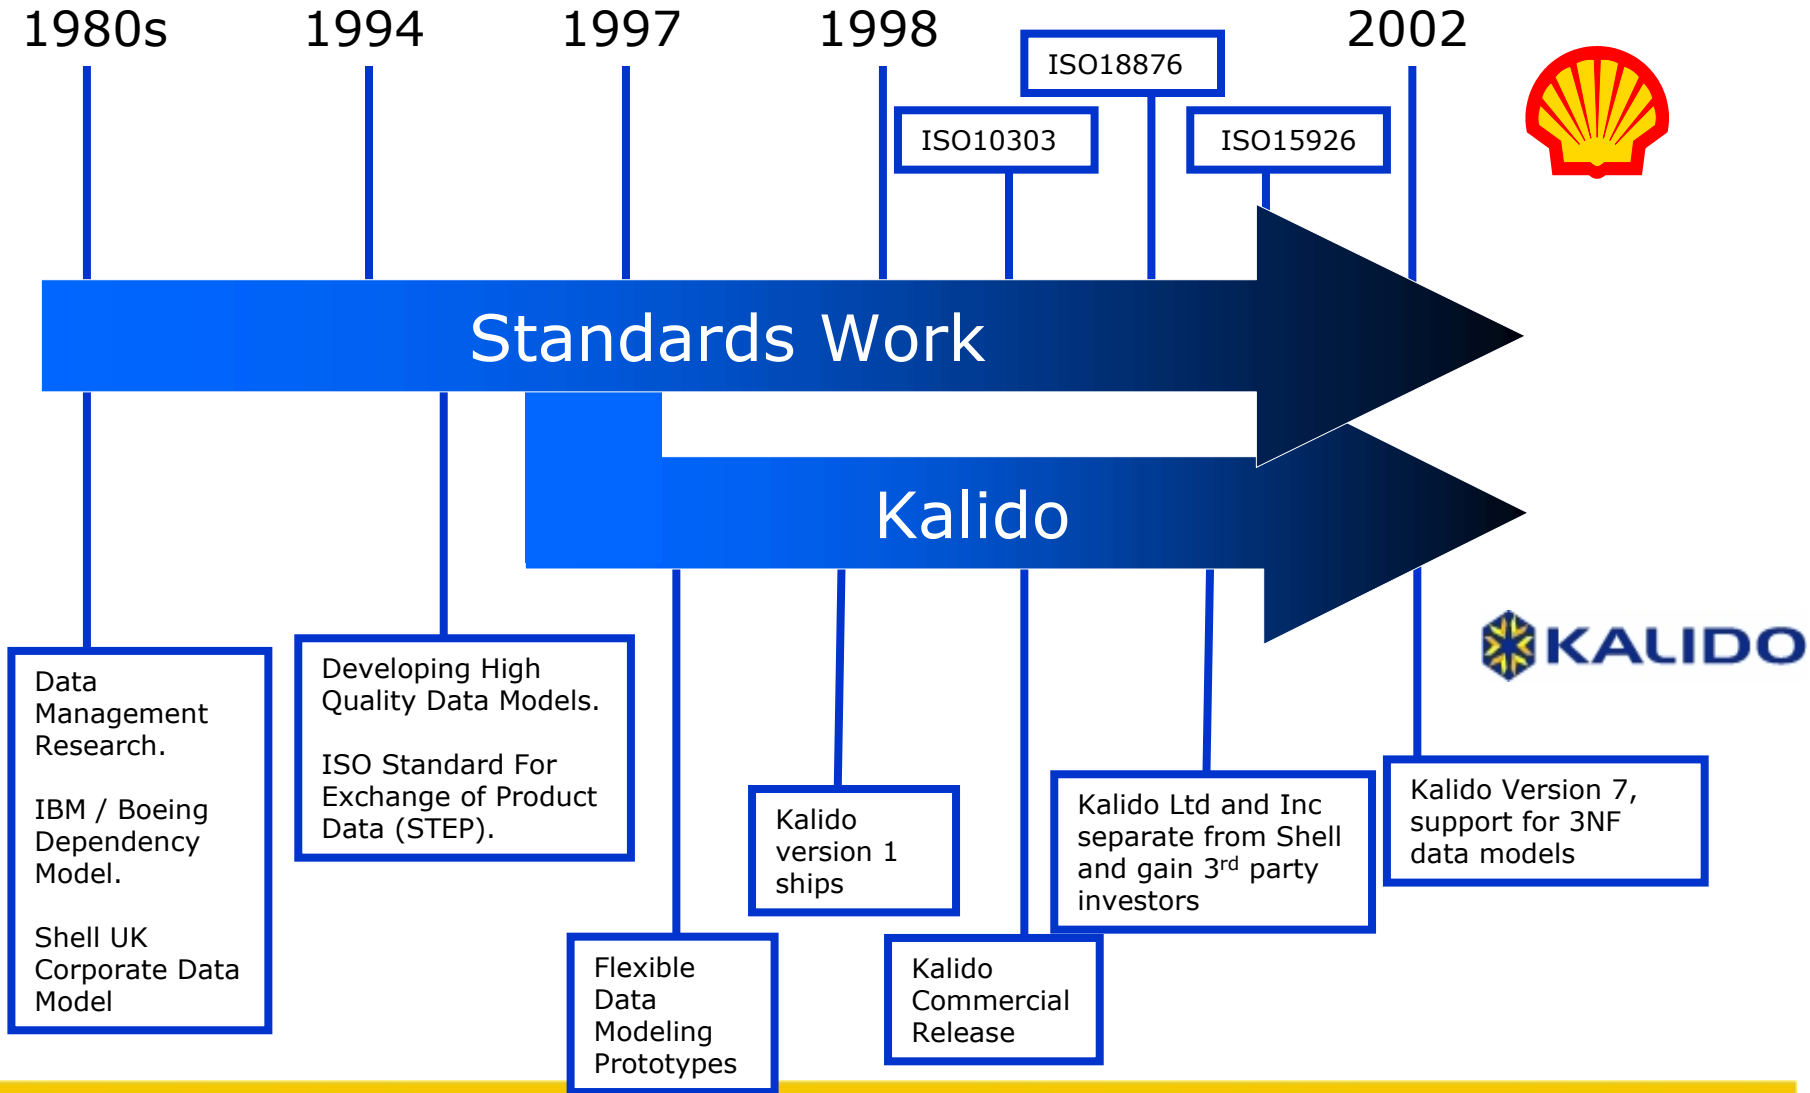 1980s
1994
1997
1998
2002
ISO18876
ISO10303
ISO15926
Standards Work
Kalido
KALIDO
Data
Management
Research.
IBM / Boeing
Dependency
Model.
Shell UK
Corporate Data
Model
Developing High
Quality Data Models.
ISO Standard For
Exchange of Product
Data (STEP).
Flexible
Data
Modeling
Prototypes
Kalido
version 1
ships
Kalido
Commercial
Release
Kalido Ltd and Inc
separate from Shell
and gain 3rd party
investors
Kalido Version 7,
support for 3NF
data models